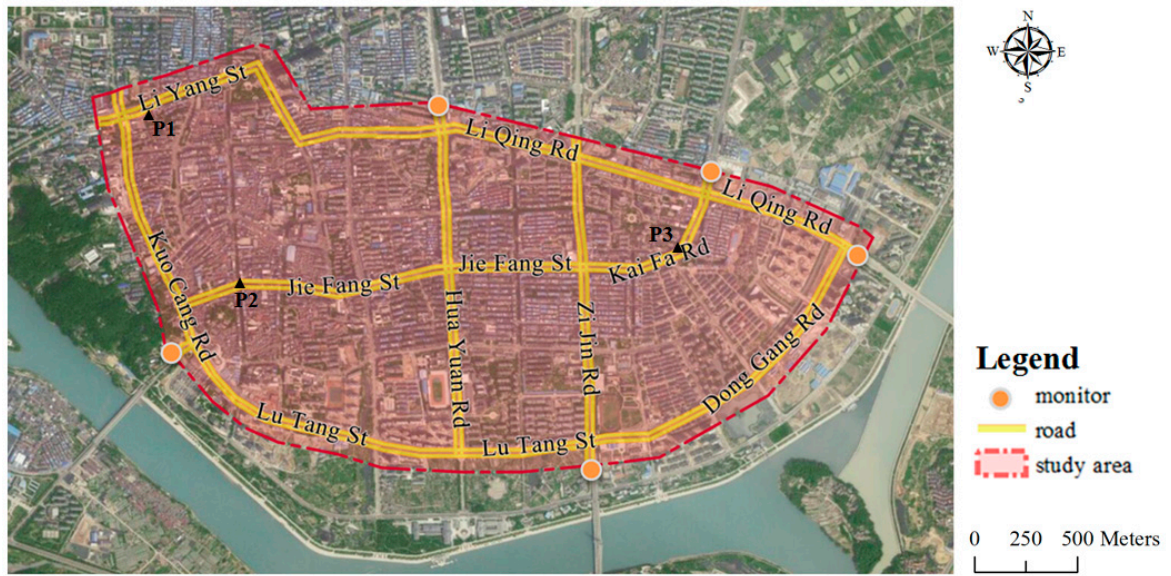 N
W
E
S
Li Yang St
P1
Li Qing Rd
Li Qing Rd
P3
Kai Fa Rd
Jie Fang St
Kuo Cang Rd
P2
Jie Fang St
Hua Yuan Rd
Zi Jin Rd
Dong Gang Rd
Lu Tang St
Lu Tang St
Legend
monitor
road
study area
0 250 500 Meters